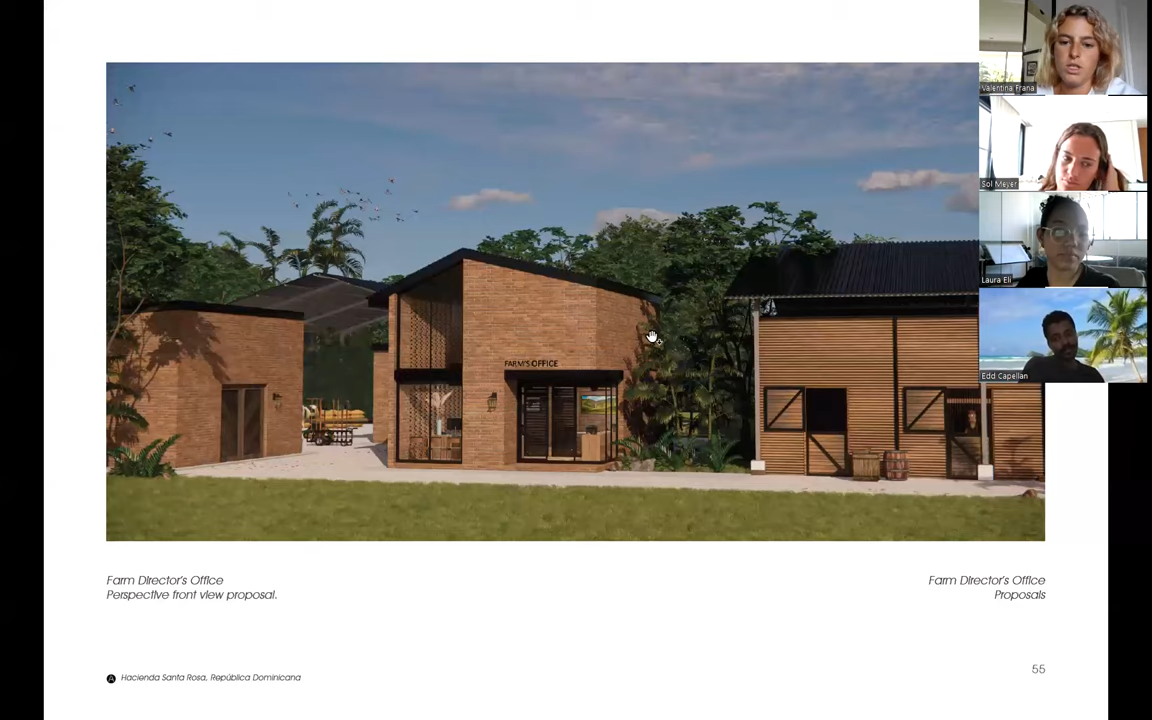 Valentina Frana
Sol Meyer
Laura Eli
Edd Capellan
FARM'S OFFICE
Farm Director's Office
Perspective front view proposal.
Farm Director's Office
Proposals
Hacienda Santa Rosa, República Dominicana
55